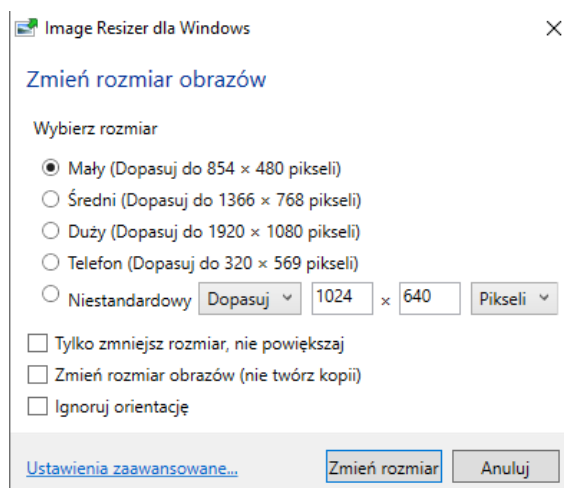 Image Resizer dla Windows
Zmień rozmiar obrazów
Wybierz rozmiar
Mały (Dopasuj do 854 × 480 pikseli)
Średni (Dopasuj do 1366 × 768 pikseli)
Duży (Dopasuj do 1920 × 1080 pikseli)
Telefon (Dopasuj do 320 × 569 pikseli)
Niestandardowy Dopasuj 1024 × 640 Pikseli
Tylko zmniejsz rozmiar, nie powiększaj
Zmień rozmiar obrazów (nie twórz kopii)
Ignoruj orientację
Ustawienia zaawansowane... Zmień rozmiar Anuluj